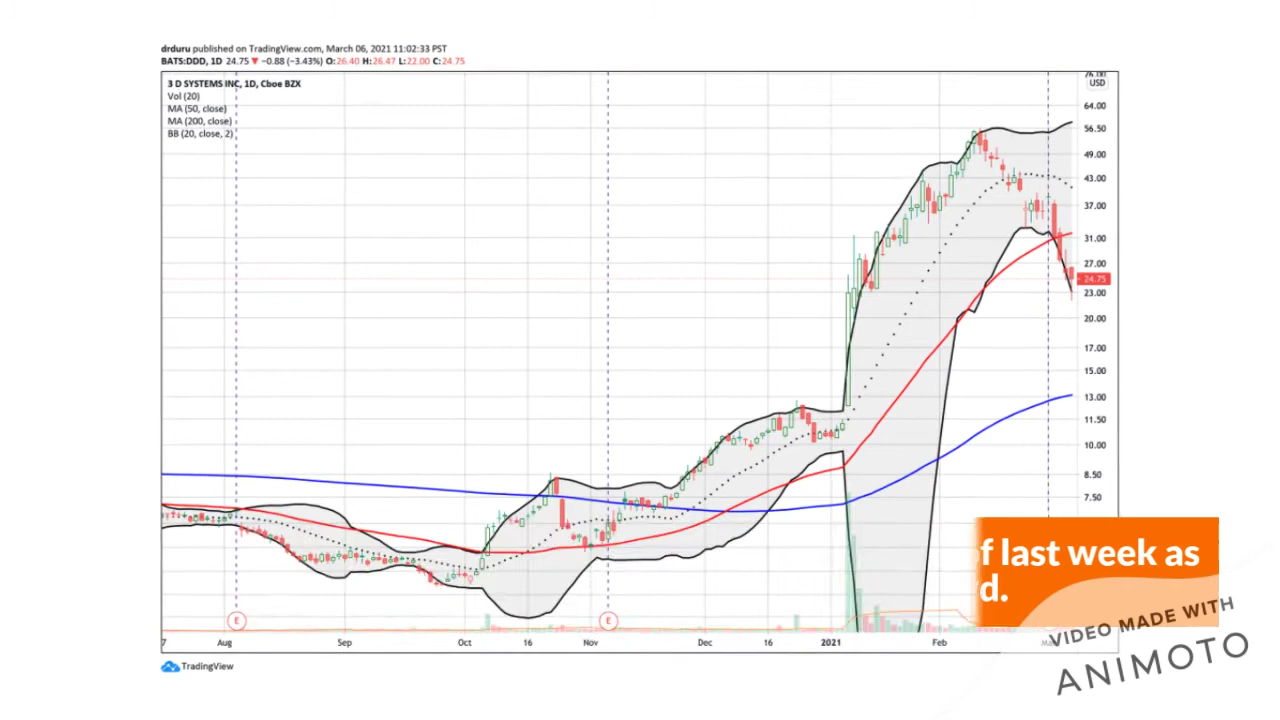 drduru published on TradingView.com, March 06, 2021 11:02:33 PST
BATS:DDD, 1D 24.75 ▼ −0.88 (−3.43%) O:26.40 H:26.47 L:22.00 C:24.75
3 D SYSTEMS INC, 1D, Cboe BZX
Vol (20)
MA (50, close)
MA (200, close)
BB (20, close, 2)
76.00
USD
64.00
56.50
49.00
43.00
37.00
31.00
27.00
24.75
23.00
20.00
17.00
15.00
13.00
11.50
10.00
8.50
7.50
of last week as
d.
E
E
7 Aug Sep Oct 16 Nov Dec 16 2021 Feb
TradingView
VIDEO MADE WITH
ANIMOTO